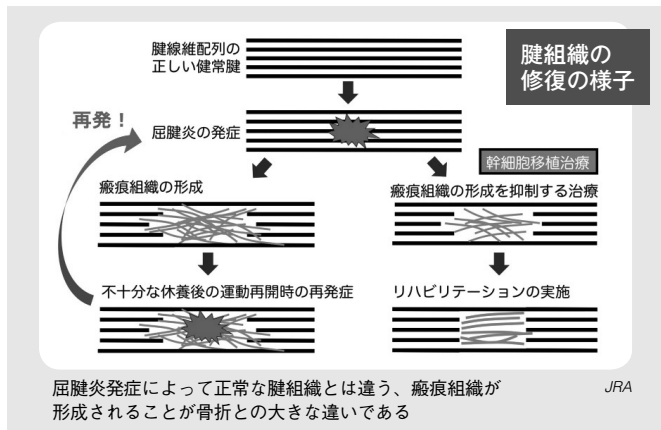 腱組織の
修復の様子
腱線維配列の
正しい健常腱
再発！
屈腱炎の発症
幹細胞移植治療
瘢痕組織の形成
瘢痕組織の形成を抑制する治療
不十分な休養後の運動再開時の再発症
リハビリテーションの実施
屈腱炎発症によって正常な腱組織とは違う、瘢痕組織が
形成されることが骨折との大きな違いである
JRA